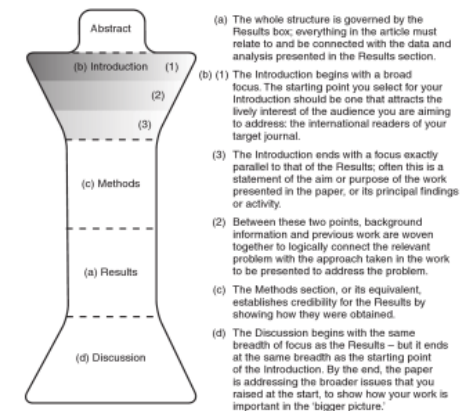 Abstract
(b) Introduction (1)
(2)
(3)
(c) Methods
(a) Results
(d) Discussion
(a) The whole structure is governed by the
Results box; everything in the article must
relate to and be connected with the data and
analysis presented in the Results section.
(b) (1) The Introduction begins with a broad
focus. The starting point you select for your
Introduction should be one that attracts the
lively interest of the audience you are aiming
to address: the international readers of your
target journal.
(3) The Introduction ends with a focus exactly
parallel to that of the Results; often this is a
statement of the aim or purpose of the work
presented in the paper, or its principal findings
or activity.
(2) Between these two points, background
information and previous work are woven
together to logically connect the relevant
problem with the approach taken in the work
to be presented to address the problem.
(c) The Methods section, or its equivalent,
establishes credibility for the Results by
showing how they were obtained.
(d) The Discussion begins with the same
breadth of focus as the Results – but it ends
at the same breadth as the starting point
of the Introduction. By the end, the paper
is addressing the broader issues that you
raised at the start, to show how your work is
important in the 'bigger picture.'